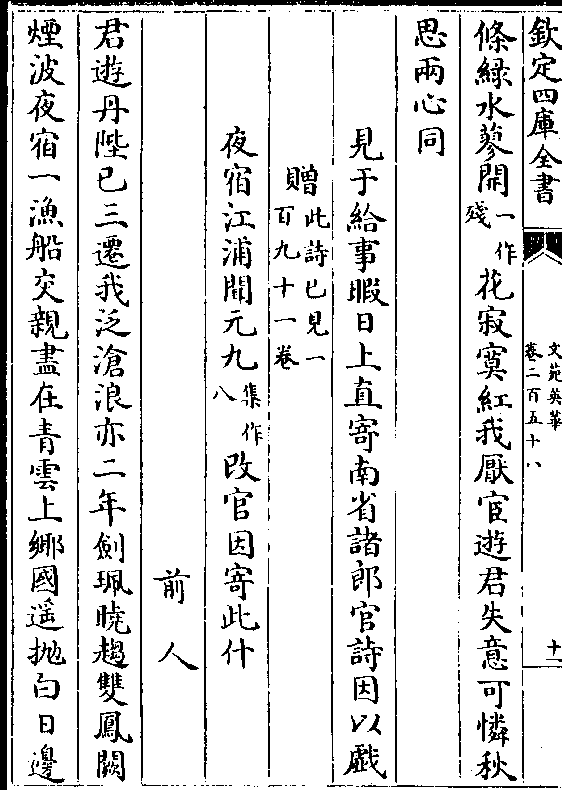 欽定四庫全書
文苑英華
卷二百五十八
十二
條緑水蓼開一作殘花寂寞紅我厭宦遊君失意可憐秋
思兩心同
見于給事暇日上直寄南省諸郎官詩因以戲
贈此詩已見一百九十一卷
夜宿江浦聞元九集作八改官因寄此什
前人
君遊丹陛已三遷我泛滄浪亦二年劍珮曉趨雙鳳闕
煙波夜宿一漁船交親盡在青雲上鄉國遥抛白日邊